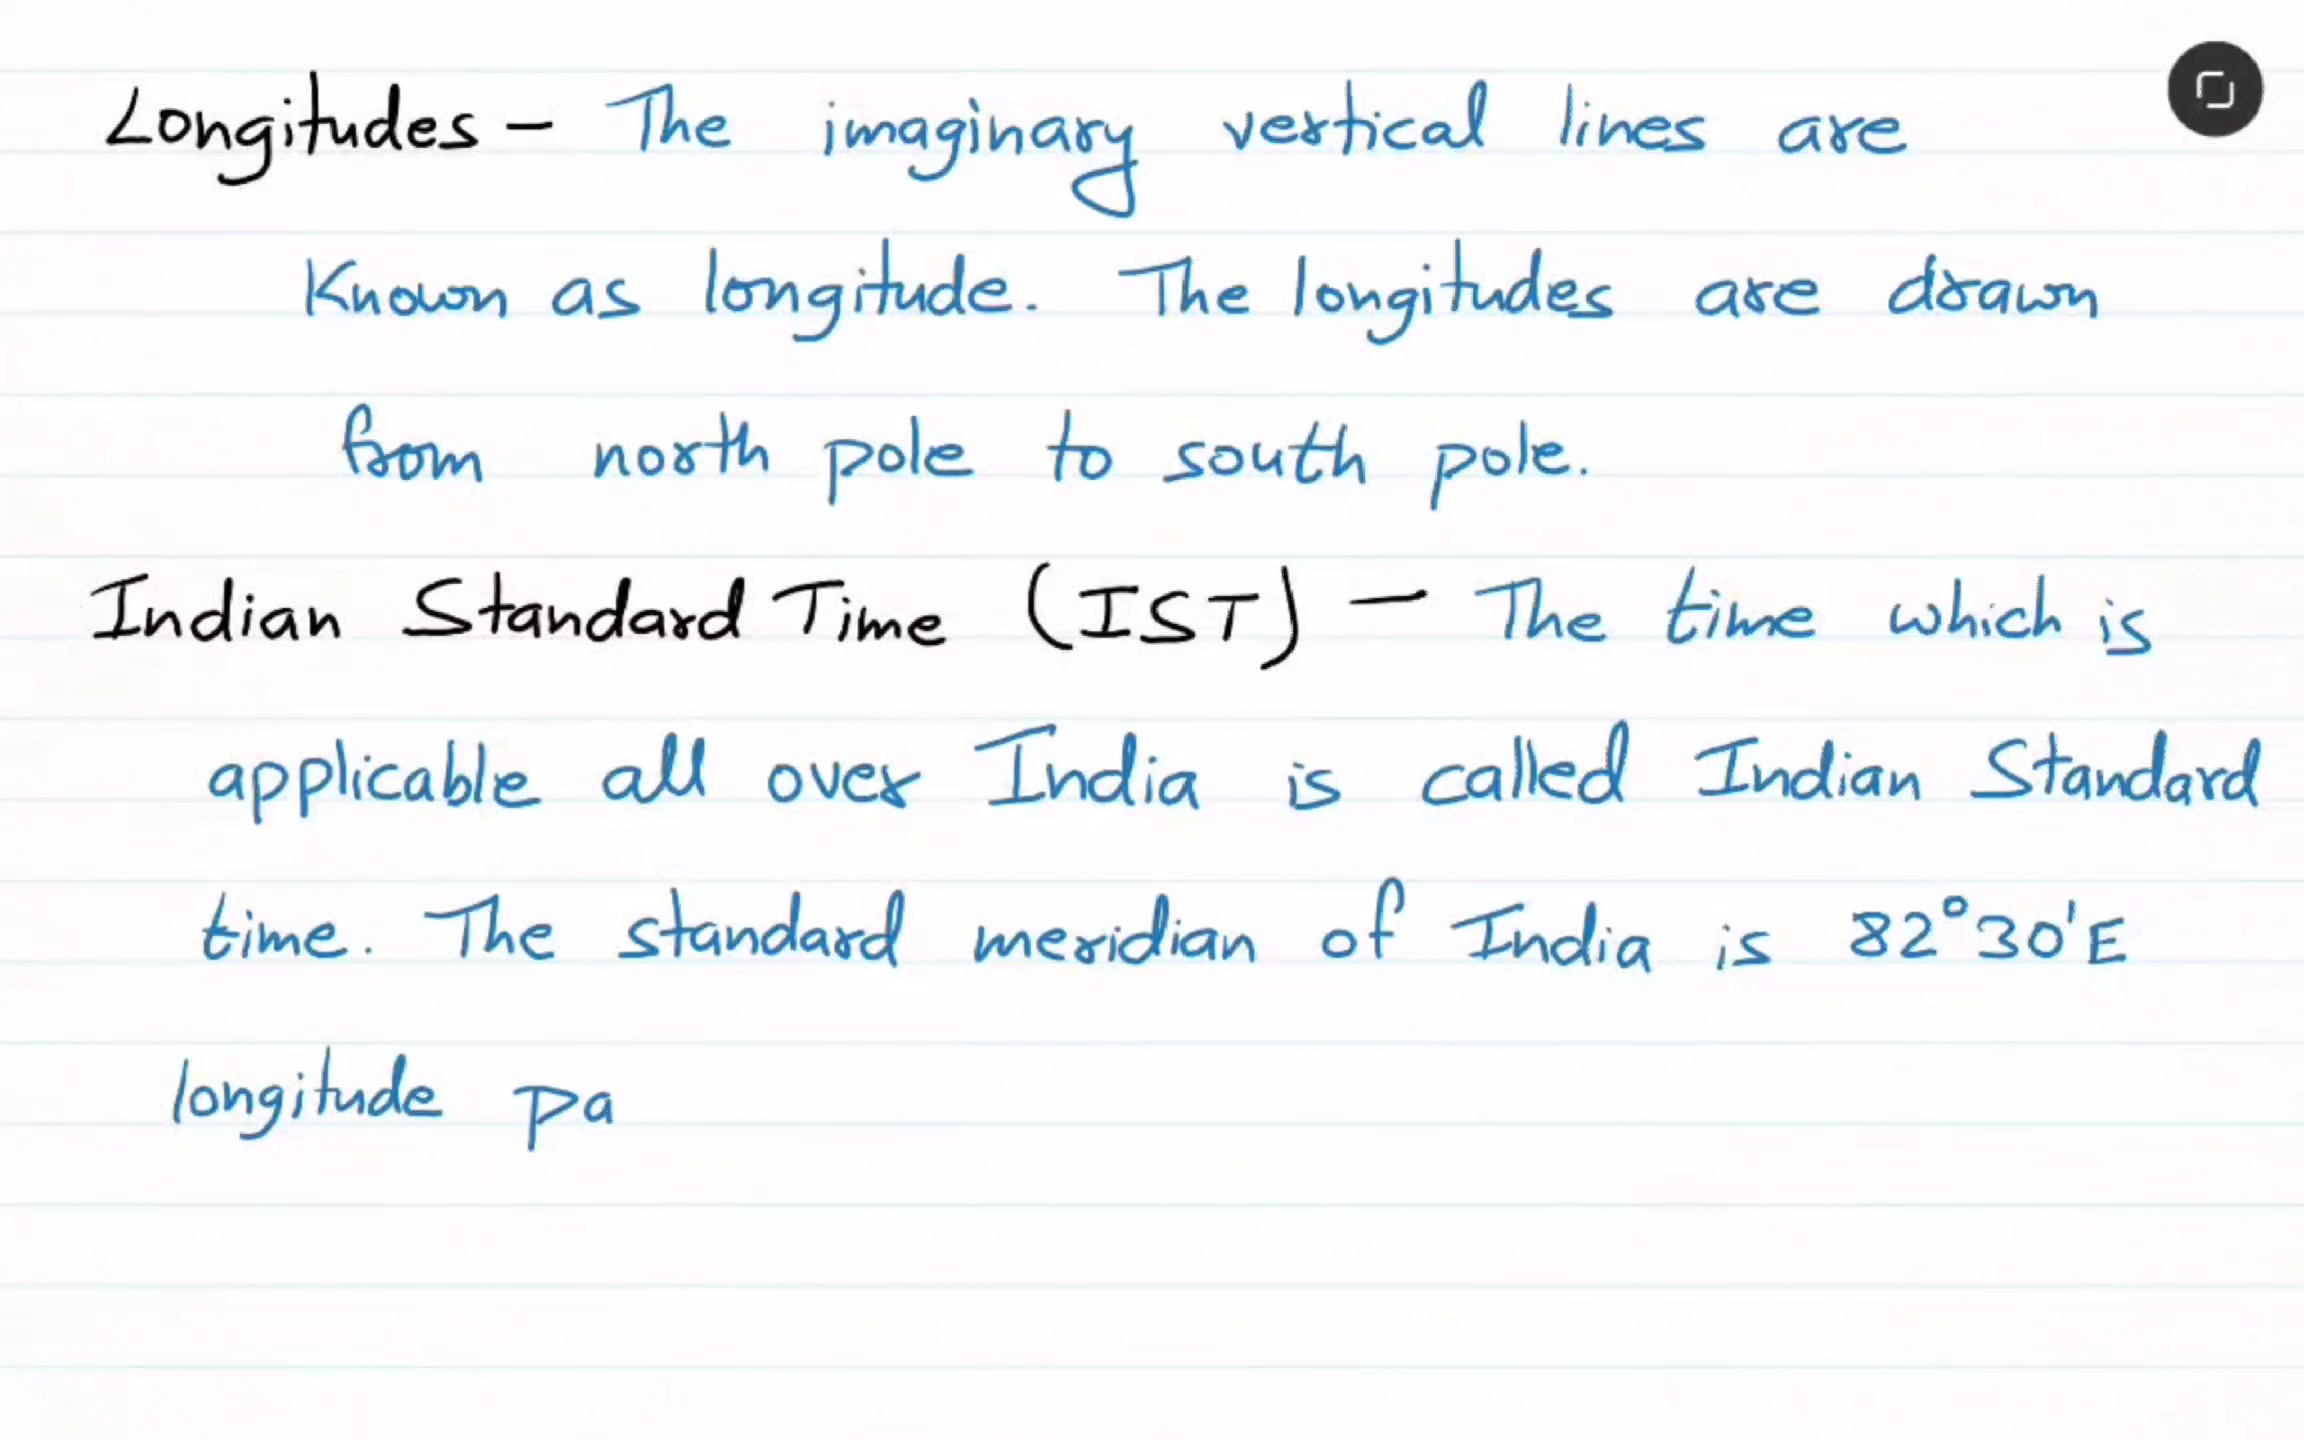 Longitudes – The imaginary vertical lines are
Known as longitude. The longitudes are drawn
from north pole to south pole.
Indian Standard Time (IST) – The time which is
applicable all over India is called Indian Standard
time. The standard meridian of India is 82°30'E
longitude pa